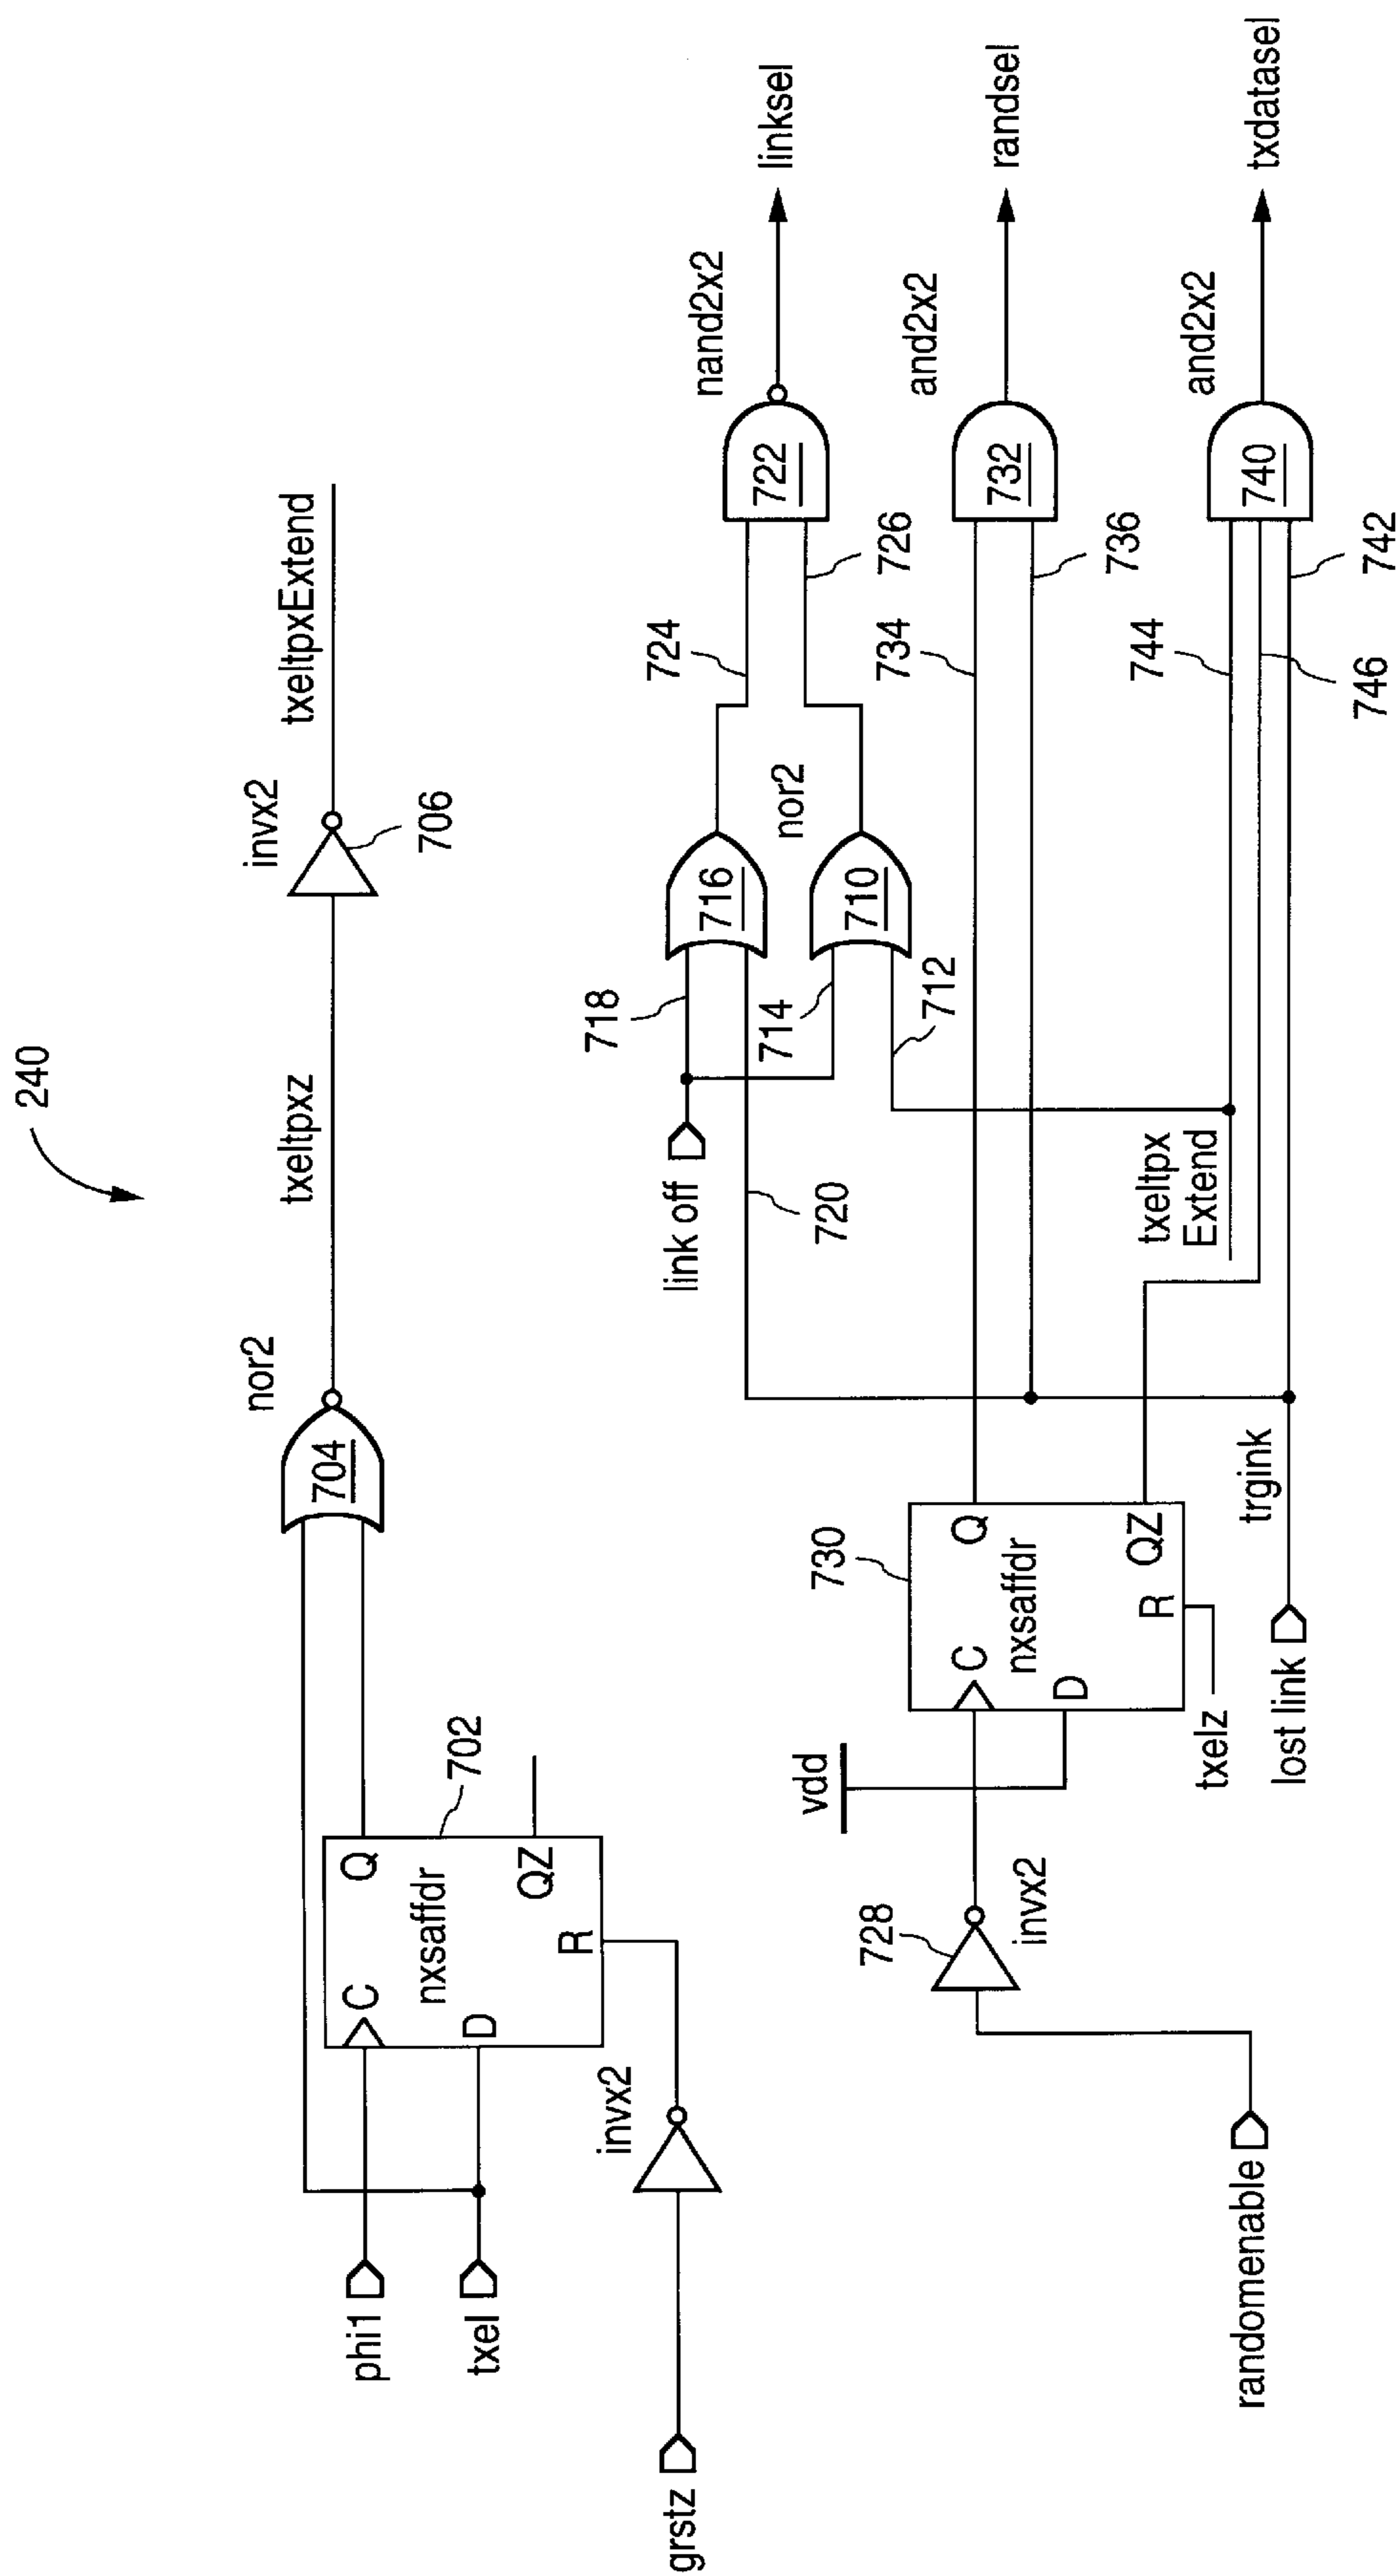 240
phi1
txel
grstz
invx2
C
D
Q
QZ
R
nxsaffdr
702
704
nor2
txeltpxz
invx2
706
txeltpxExtend
link off
718
714
712
720
716
710
nor2
724
726
722
nand2x2
linksel
randomenable
728
invx2
vdd
730
C
D
Q
QZ
R
nxsaffdr
txelz
lost link
trgink
txeltpx
Extend
734
736
732
and2x2
randsel
744
746
742
740
and2x2
txdatasel